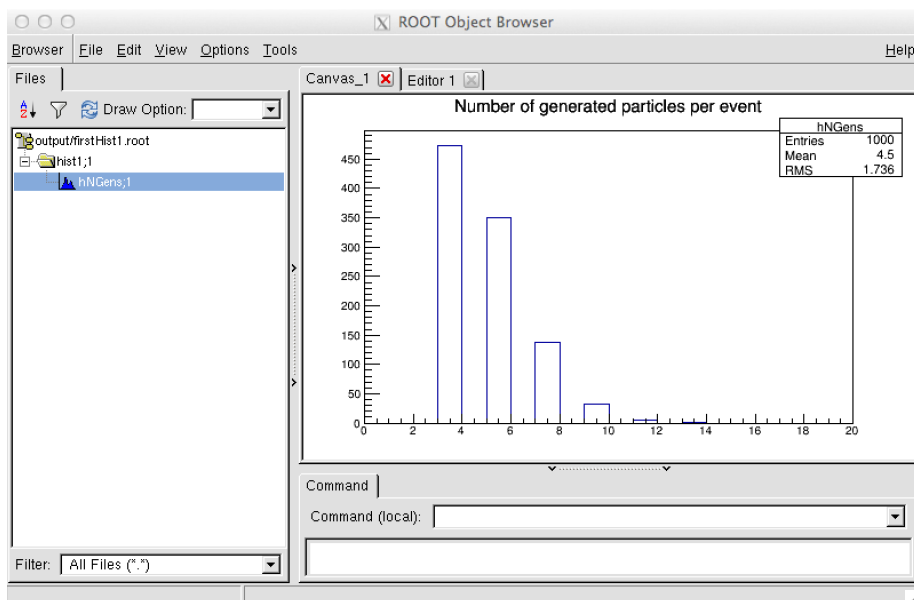 ROOT Object Browser
Browser File Edit View Options Tools Help
Files
Draw Option:
output/firstHist1.root
hist1;1
hNGens;1
Canvas_1 Editor 1
Number of generated particles per event
hNGens
Entries 1000
Mean 4.5
RMS 1.736
450
400
350
300
250
200
150
100
50
0
0 2 4 6 8 10 12 14 16 18 20
Command
Command (local):
Filter: All Files (*.*)